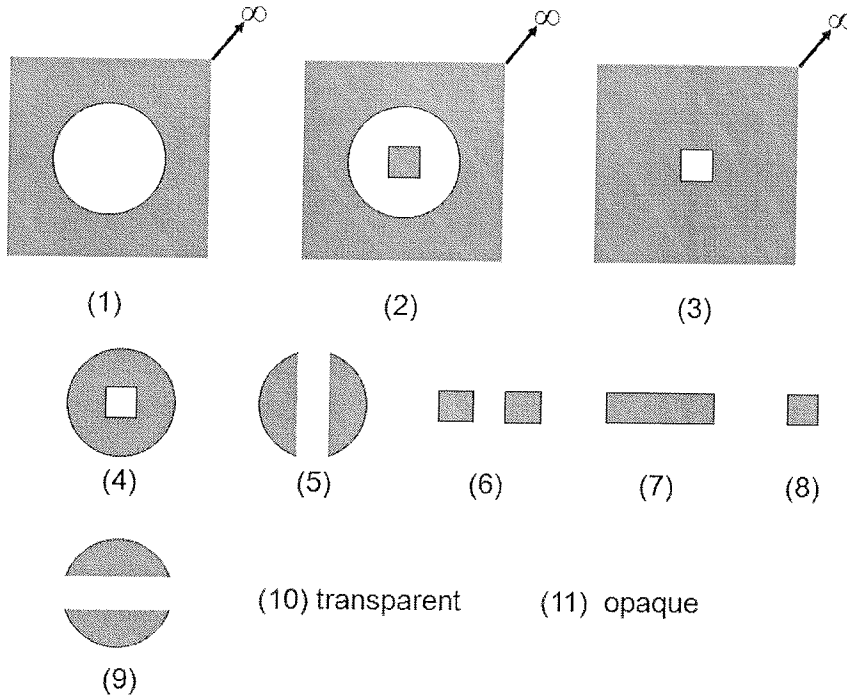 ∞ ∞ ∞
(1) (2) (3)
(4) (5) (6) (7) (8)
(9) (10) transparent (11) opaque